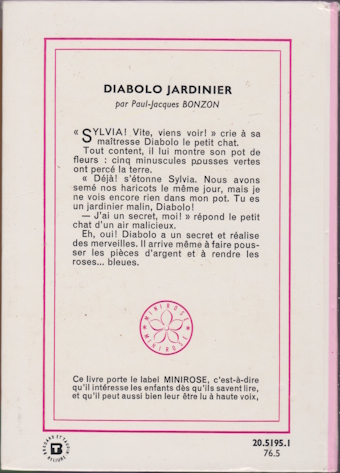 DIABOLO JARDINIER
par Paul-Jacques BONZON
« SYLVIA! Vite, viens voir! » crie à sa
maîtresse Diabolo le petit chat.
Tout content, il lui montre son pot de
fleurs : cinq minuscules pousses vertes
ont percé la terre.
« Déjà! s'étonne Sylvia. Nous avons
semé nos haricots le même jour, mais je
ne vois encore rien dans mon pot. Tu es
un jardinier malin, Diabolo!
— J'ai un secret, moi! » répond le petit
chat d'un air malicieux.
Eh, oui! Diabolo a un secret et réalise
des merveilles. Il arrive même à faire pous-
ser les pièces d'argent et à rendre les
roses... bleues.
MINIROSE
MINIROSE
Ce livre porte le label MINIROSE, c'est-à-dire
qu'il intéresse les enfants dès qu'ils savent lire,
et qu'il peut aussi bien leur être lu à haute voix,
20.5195.1
76.5